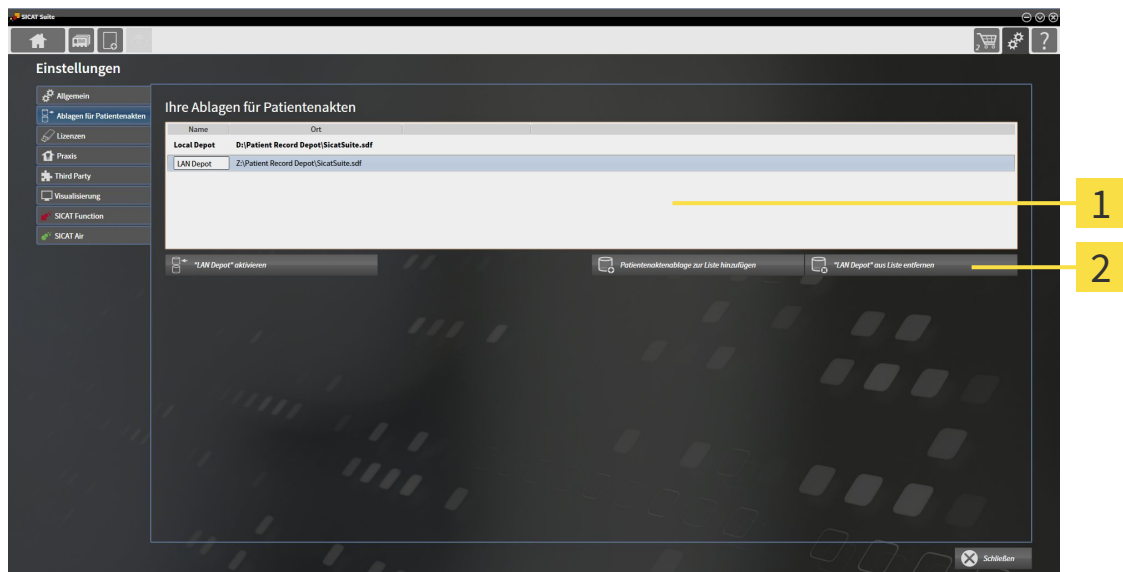 SICAT Suite
2
?
Einstellungen
Allgemein
Ablagen für Patientenakten
Lizenzen
Praxis
Third Party
Visualisierung
SICAT Function
SICAT Air
Ihre Ablagen für Patientenakten
Name Ort
Local Depot D:\Patient Record Depot\SicatSuite.sdf
LAN Depot Z:\Patient Record Depot\SicatSuite.sdf
1
"LAN Depot" aktivieren
Patientenaktenablage zur Liste hinzufügen
"LAN Depot" aus Liste entfernen
2
Schließen